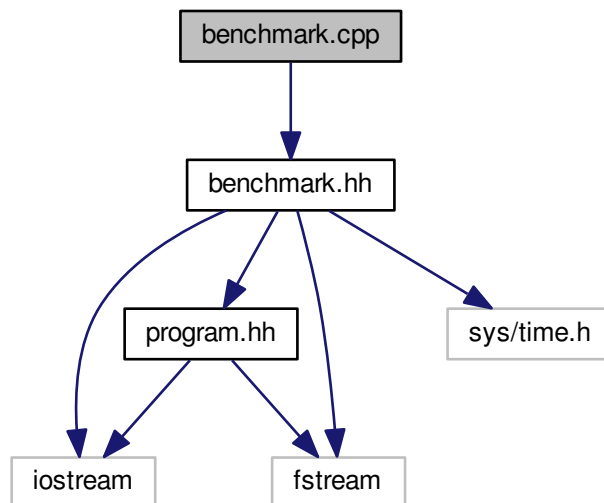 benchmark.cpp
benchmark.hh
program.hh
sys/time.h
iostream
fstream